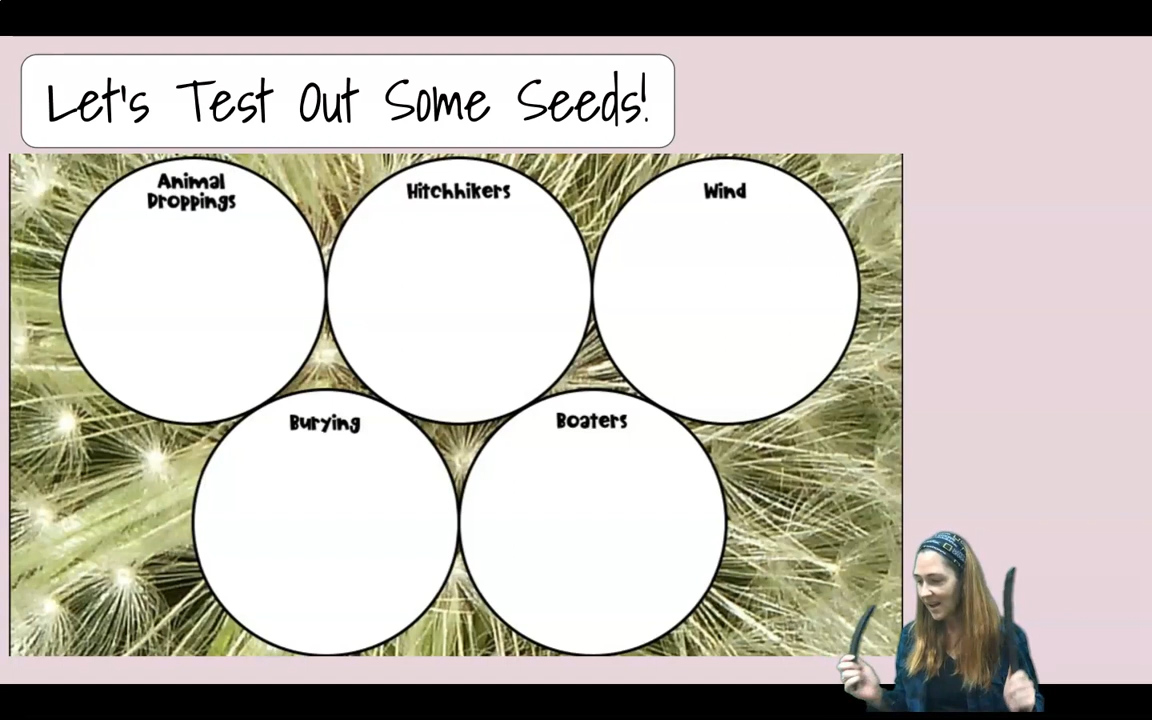 Let's Test Out Some Seeds!
Animal
Droppings
Hitchhikers
Wind
Burying
Boaters